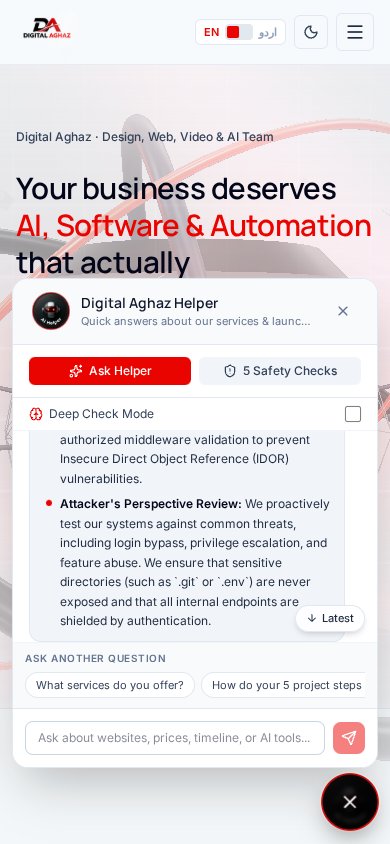 DA
DIGITAL AGHAZ
EN اردو
Digital Aghaz · Design, Web, Video & AI Team
Your business deserves
AI, Software & Automation
that actually
AI Helper
Digital Aghaz Helper
Quick answers about our services & launc...
Ask Helper
5 Safety Checks
Deep Check Mode
authorized middleware validation to prevent
Insecure Direct Object Reference (IDOR)
vulnerabilities.
Attacker's Perspective Review: We proactively
test our systems against common threats,
including login bypass, privilege escalation, and
feature abuse. We ensure that sensitive
directories (such as `.git` or `.env`) are never
exposed and that all internal endpoints are
shielded by authentication.
↓ Latest
ASK ANOTHER QUESTION
What services do you offer?
How do your 5 project steps
Ask about websites, prices, timeline, or AI tools...